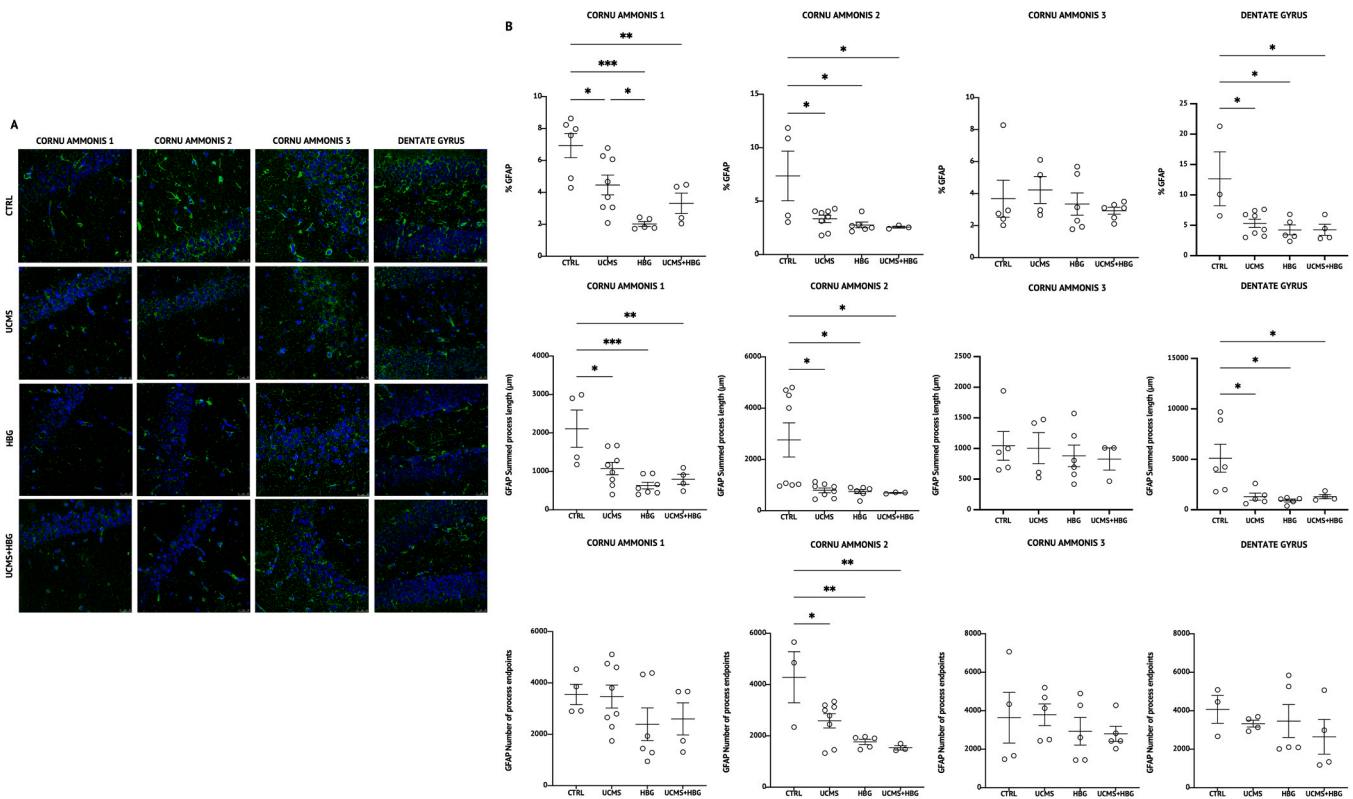 A
CORNU AMMONIS 1 CORNU AMMONIS 2 CORNU AMMONIS 3 DENTATE GYRUS
CTRL
UCMS
HBG
UCMS+HBG
B
CORNU AMMONIS 1
**
***
* *
% GFAP
10
8
6
4
2
0
CTRL UCMS HBG UCMS+HBG
CORNU AMMONIS 2
*
*
*
% GFAP
15
10
5
0
CTRL UCMS HBG UCMS+HBG
CORNU AMMONIS 3
% GFAP
10
8
6
4
2
0
CTRL UCMS HBG UCMS+HBG
DENTATE GYRUS
*
*
*
% GFAP
25
20
15
10
5
0
CTRL UCMS HBG UCMS+HBG
CORNU AMMONIS 1
**
***
*
GFAP Summed process length (µm)
4000
3000
2000
1000
0
CTRL UCMS HBG UCMS+HBG
CORNU AMMONIS 2
*
*
*
GFAP Summed process length (µm)
6000
4000
2000
0
CTRL UCMS HBG UCMS+HBG
CORNU AMMONIS 3
GFAP Summed process length (µm)
2500
2000
1500
1000
500
0
CTRL UCMS HBG UCMS+HBG
DENTATE GYRUS
*
*
*
GFAP Summed process length (µm)
15000
10000
5000
0
CTRL UCMS HBG UCMS+HBG
CORNU AMMONIS 1
GFAP Number of process endpoints
6000
4000
2000
0
CTRL UCMS HBG UCMS+HBG
CORNU AMMONIS 2
**
**
*
GFAP Number of process endpoints
6000
4000
2000
0
CTRL UCMS HBG UCMS+HBG
CORNU AMMONIS 3
GFAP Number of process endpoints
8000
6000
4000
2000
0
CTRL UCMS HBG UCMS+HBG
DENTATE GYRUS
GFAP Number of process endpoints
8000
6000
4000
2000
0
CTRL UCMS HBG UCMS+HBG